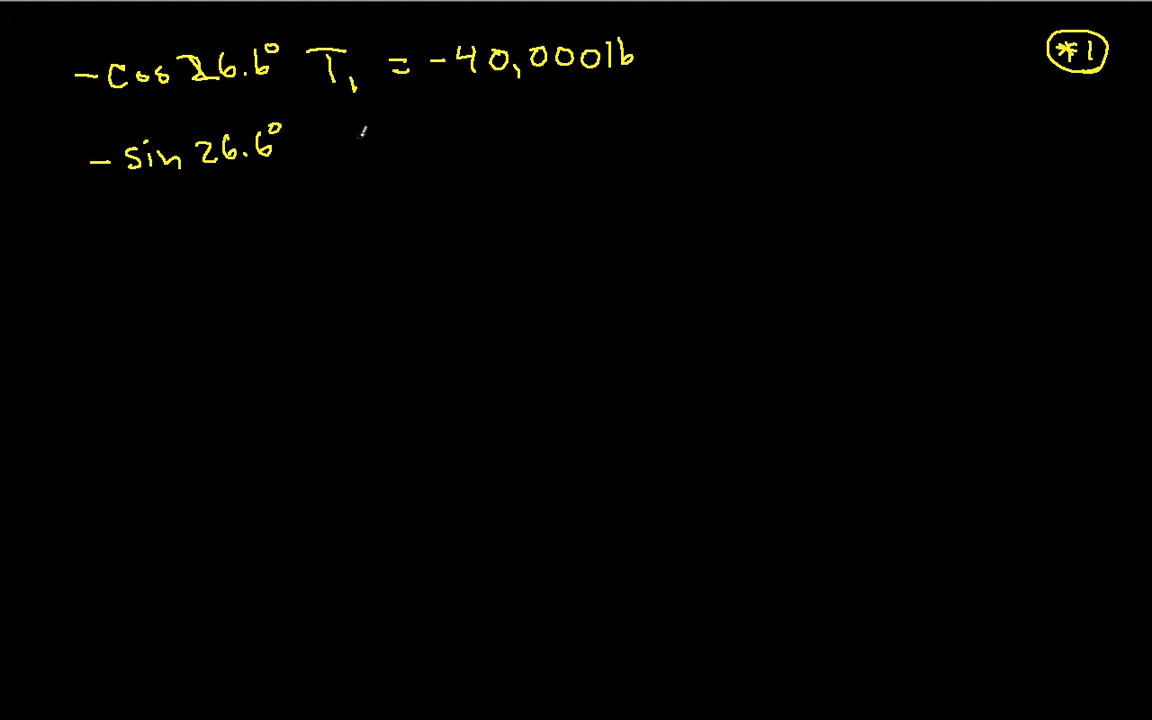 -cos 26.6° T₁ = -40,000lb
*1
-sin 26.6°